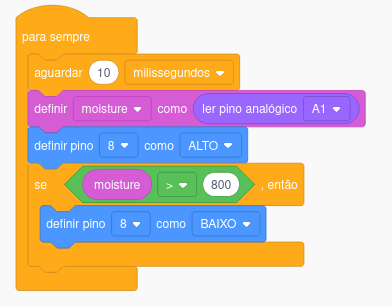 para sempre
aguardar 10 milissegundos
definir moisture como ler pino analógico A1
definir pino 8 como ALTO
se moisture > 800 , então
definir pino 8 como BAIXO